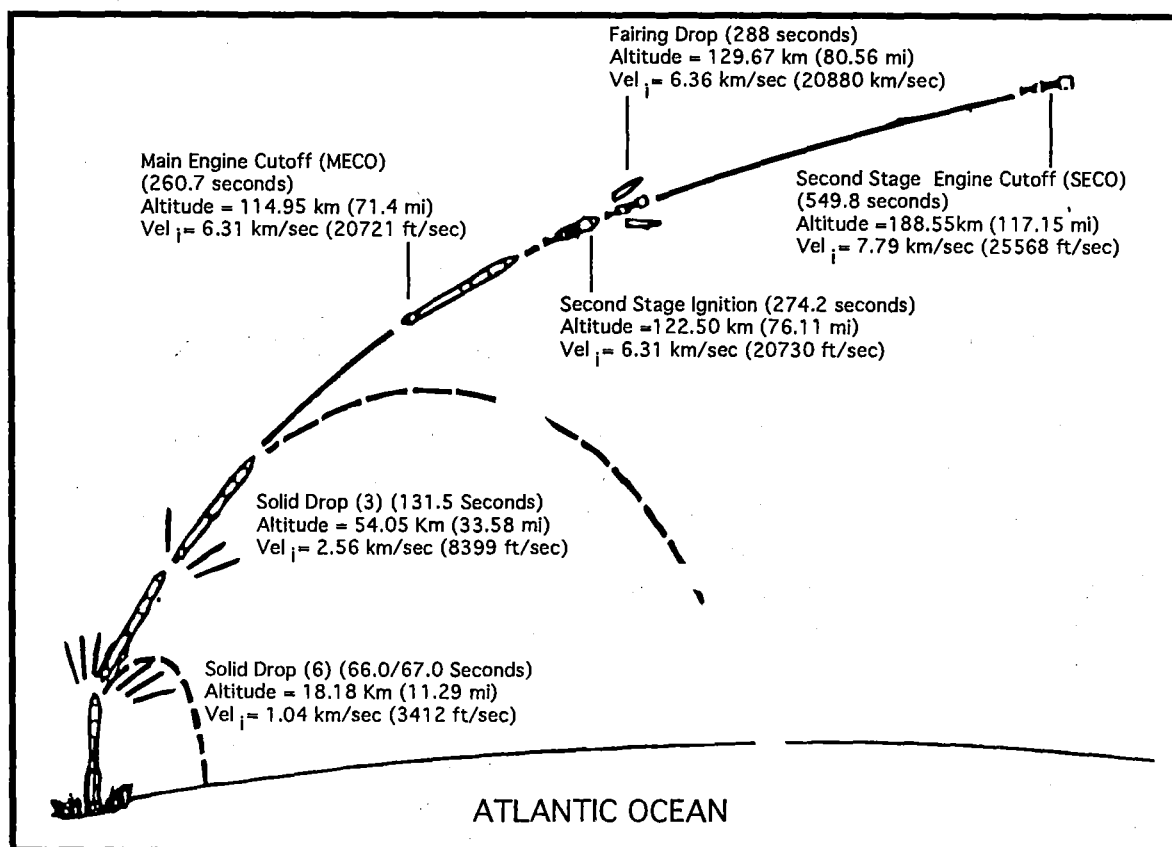 Fairing Drop (288 seconds)
Altitude = 129.67 km (80.56 mi)
Vel i= 6.36 km/sec (20880 km/sec)
Main Engine Cutoff (MECO)
(260.7 seconds)
Altitude = 114.95 km (71.4 mi)
Vel i= 6.31 km/sec (20721 ft/sec)
Second Stage Engine Cutoff (SECO)
(549.8 seconds)
Altitude =188.55km (117.15 mi)
Vel i= 7.79 km/sec (25568 ft/sec)
Second Stage Ignition (274.2 seconds)
Altitude =122.50 km (76.11 mi)
Vel i= 6.31 km/sec (20730 ft/sec)
Solid Drop (3) (131.5 Seconds)
Altitude = 54.05 Km (33.58 mi)
Vel i= 2.56 km/sec (8399 ft/sec)
Solid Drop (6) (66.0/67.0 Seconds)
Altitude = 18.18 Km (11.29 mi)
Vel i= 1.04 km/sec (3412 ft/sec)
ATLANTIC OCEAN